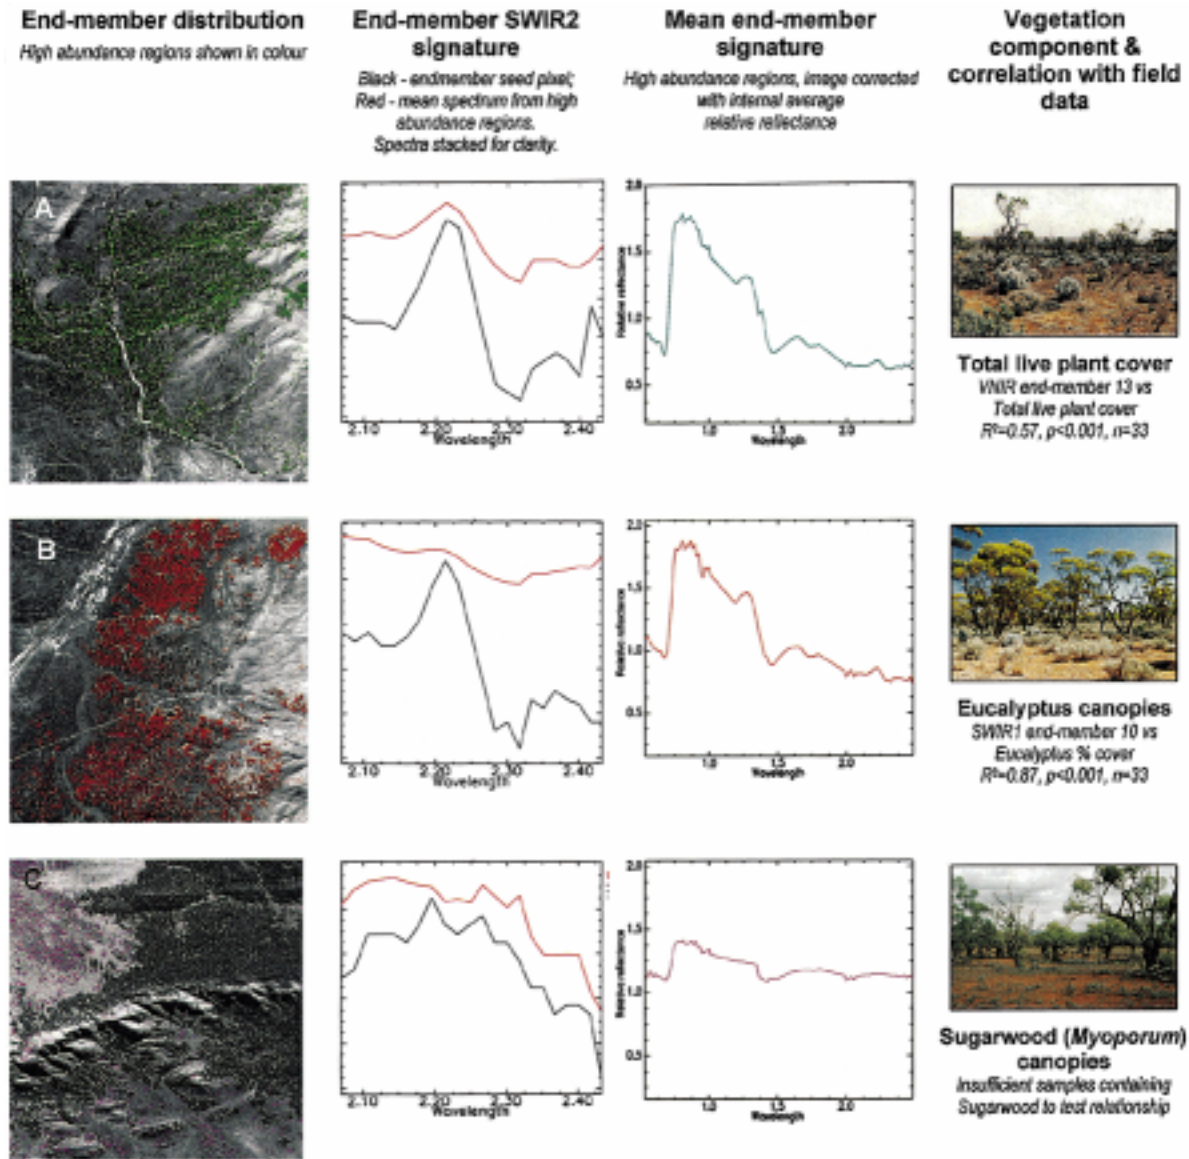 End-member distribution
High abundance regions shown in colour
End-member SWIR2
signature
Black - endmember seed pixel;
Red - mean spectrum from high
abundance regions.
Spectra stacked for clarity.
Mean end-member
signature
High abundance regions, image corrected
with internal average
relative reflectance
Vegetation
component &
correlation with field
data
A
2.10 2.20 2.30 2.40
Wavelength
2.0
1.5
1.0
0.5
Relative reflectance
1.0 1.5 2.0
Wavelength
Total live plant cover
VNIR end-member 13 vs
Total live plant cover
R²=0.57, p<0.001, n=33
B
2.10 2.20 2.30 2.40
Wavelength
2.0
1.5
1.0
0.5
Relative reflectance
1.0 1.5 2.0
Wavelength
Eucalyptus canopies
SWIR1 end-member 10 vs
Eucalyptus % cover
R²=0.87, p<0.001, n=33
C
2.10 2.20 2.30 2.40
Wavelength
2.0
1.5
1.0
0.5
Relative reflectance
1.0 1.5 2.0
Wavelength
Sugarwood (Myoporum)
canopies
Insufficient samples containing
Sugarwood to test relationship